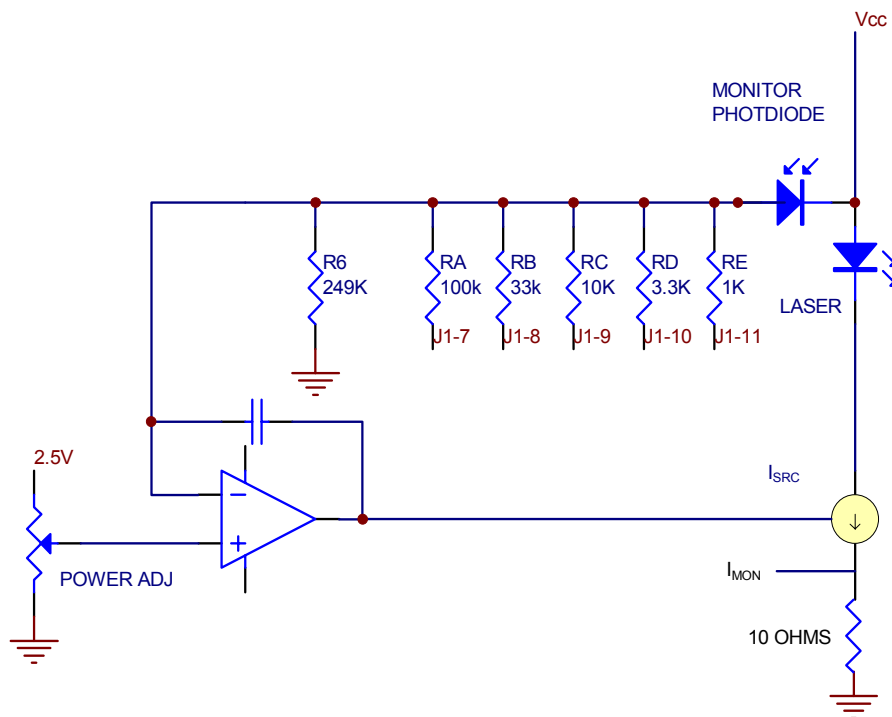 Vcc
MONITOR
PHOTDIODE
R6
249K
RA
100k
RB
33k
RC
10K
RD
3.3K
RE
1K
LASER
J1-7
J1-8
J1-9
J1-10
J1-11
2.5V
ISRC
POWER ADJ
IMON
10 OHMS